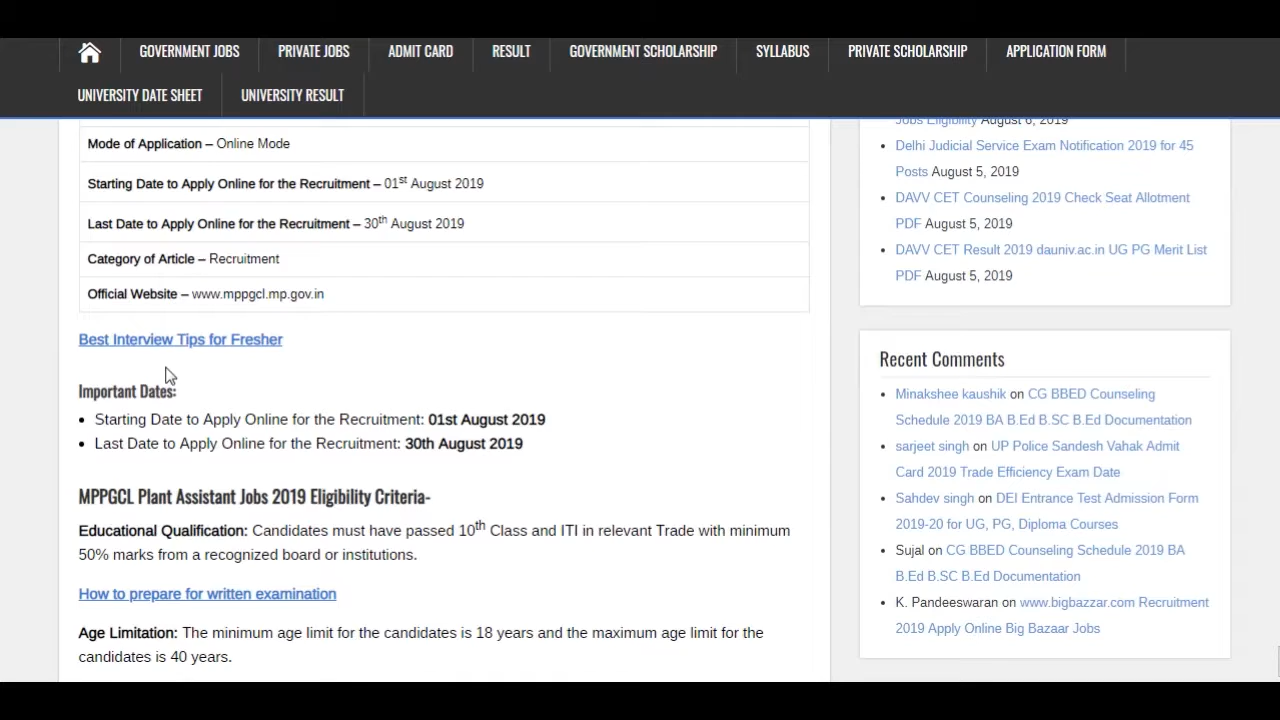 GOVERNMENT JOBS PRIVATE JOBS ADMIT CARD RESULT GOVERNMENT SCHOLARSHIP SYLLABUS PRIVATE SCHOLARSHIP APPLICATION FORM
UNIVERSITY DATE SHEET UNIVERSITY RESULT
Mode of Application – Online Mode
Starting Date to Apply Online for the Recruitment – 01st August 2019
Last Date to Apply Online for the Recruitment – 30th August 2019
Category of Article – Recruitment
Official Website – www.mppgcl.mp.gov.in
Best Interview Tips for Fresher
Important Dates:
• Starting Date to Apply Online for the Recruitment: 01st August 2019
• Last Date to Apply Online for the Recruitment: 30th August 2019
MPPGCL Plant Assistant Jobs 2019 Eligibility Criteria-
Educational Qualification: Candidates must have passed 10th Class and ITI in relevant Trade with minimum
50% marks from a recognized board or institutions.
How to prepare for written examination
Age Limitation: The minimum age limit for the candidates is 18 years and the maximum age limit for the
candidates is 40 years.
Jobs Eligibility August 6, 2019
• Delhi Judicial Service Exam Notification 2019 for 45
Posts August 5, 2019
• DAVV CET Counseling 2019 Check Seat Allotment
PDF August 5, 2019
• DAVV CET Result 2019 dauniv.ac.in UG PG Merit List
PDF August 5, 2019
Recent Comments
• Minakshee kaushik on CG BBED Counseling
Schedule 2019 BA B.Ed B.SC B.Ed Documentation
• sarjeet singh on UP Police Sandesh Vahak Admit
Card 2019 Trade Efficiency Exam Date
• Sahdev singh on DEI Entrance Test Admission Form
2019-20 for UG, PG, Diploma Courses
• Sujal on CG BBED Counseling Schedule 2019 BA
B.Ed B.SC B.Ed Documentation
• K. Pandeeswaran on www.bigbazzar.com Recruitment
2019 Apply Online Big Bazaar Jobs